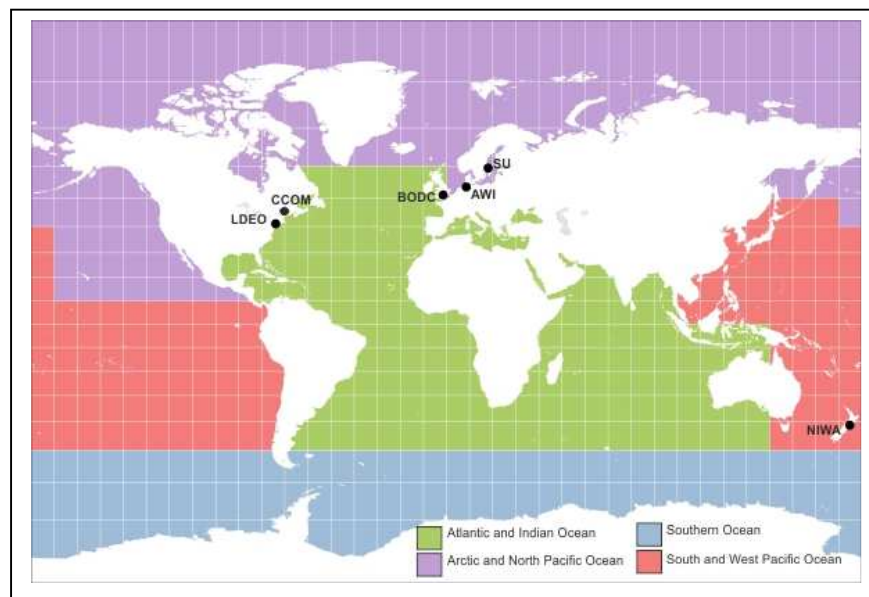 SU
AWI
BODC
CCOM
LDEO
NIWA
Atlantic and Indian Ocean
Southern Ocean
Arctic and North Pacific Ocean
South and West Pacific Ocean